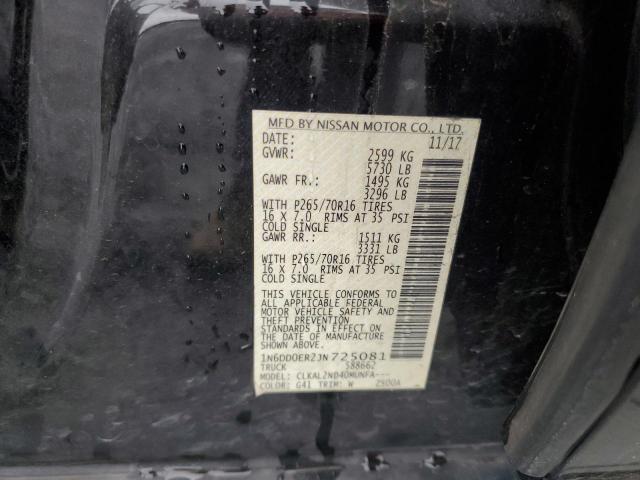 MFD BY NISSAN MOTOR CO., LTD.
DATE: 11/17
GVWR: 2599 KG
5730 LB
GAWR FR.: 1495 KG
3296 LB
WITH P265/70R16 TIRES
16 X 7.0 RIMS AT 35 PSI
COLD SINGLE
GAWR RR.: 1511 KG
3331 LB
WITH P265/70R16 TIRES
16 X 7.0 RIMS AT 35 PSI
COLD SINGLE
THIS VEHICLE CONFORMS TO
ALL APPLICABLE FEDERAL
MOTOR VEHICLE SAFETY AND
THEFT PREVENTION
STANDARDS IN EFFECT ON
THE DATE OF MANUFACTURE
SHOWN ABOVE.
1N6DD0ER2JN725081
TRUCK 588662
MODEL: CLKALZND40MUNFA---
COLOR: G41 TRIM: W